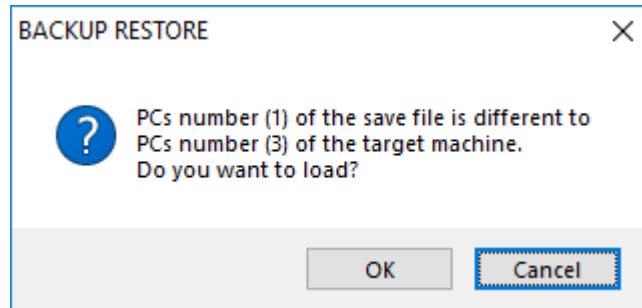 BACKUP RESTORE
PCs number (1) of the save file is different to
PCs number (3) of the target machine.
Do you want to load?
OK
Cancel